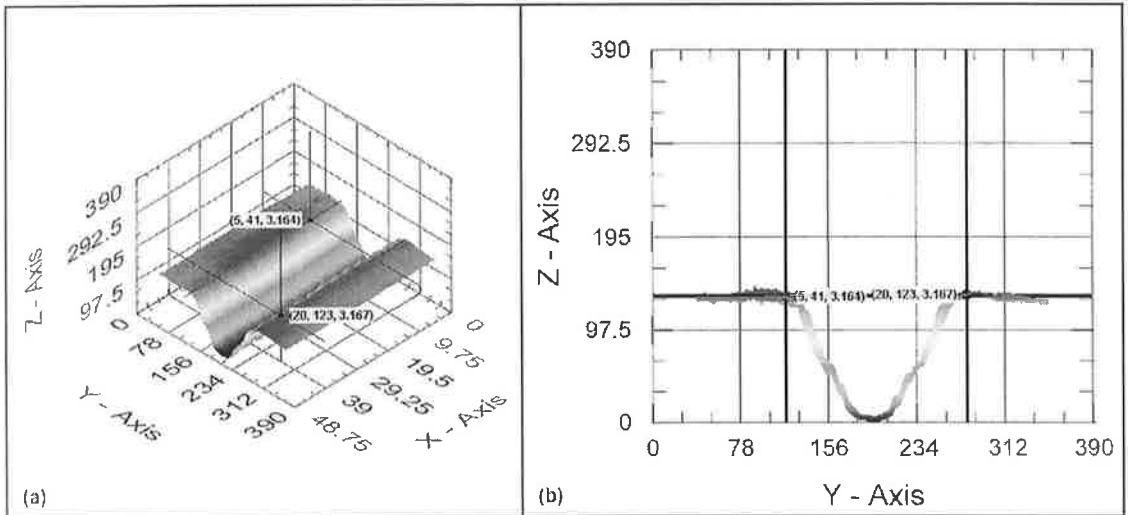 390
292.5
195
97.5
Z - Axis
0
78
156
234
312
390
Y - Axis
0
9.75
19.5
29.25
39
48.75
X - Axis
(5, 41, 3.164)
(20, 123, 3.167)
(a)
390
292.5
195
97.5
0
Z - Axis
(5, 41, 3.164) (20, 123, 3.167)
0 78 156 234 312 390
Y - Axis
(b)